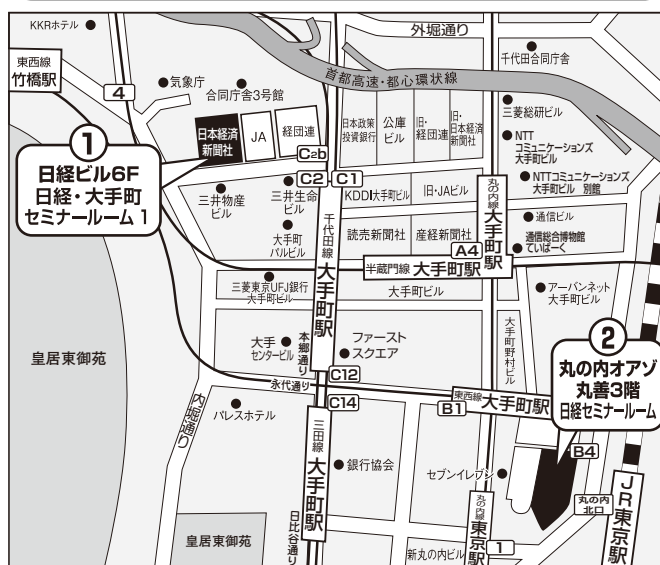 KKRホテル
外堀通り
東西線
竹橋駅
4
気象庁
合同庁舎3号館
首都高速・都心環状線
千代田合同庁舎
三菱総研ビル
NTT
コミュニケーションズ
大手町ビル
NTTコミュニケーションズ
大手町ビル 別館
通信ビル
通信総合博物館
ていぱーく
アーバンネット
大手町ビル
1
日経ビル6F
日経・大手町
セミナールーム 1
日本経済
新聞社
JA
経団連
C2b
日本政策
投資銀行
公庫
ビル
旧・
経団連
旧・
日本経済
新聞社
C2
C1
三井物産
ビル
三井生命
ビル
KDDI大手町ビル
旧・JAビル
大手町
パルビル
読売新聞社
産経新聞社
A4
丸の内線
大手町駅
千代田線
大手町駅
半蔵門線 大手町駅
三菱東京UFJ銀行
大手町ビル
大手町ビル
大手町野村ビル
大手
センタービル
本郷通り
ファースト
スクエア
C12
永代通り
C14
東西線 大手町駅
B1
2
丸の内オアゾ
丸善3階
日経セミナールーム
B4
皇居東御苑
内堀通り
パレスホテル
三田線
大手町駅
銀行協会
セブンイレブン
丸の内
北口
JR東京駅
丸の内線
東京駅
1
皇居東御苑
日比谷通り
新丸の内ビル